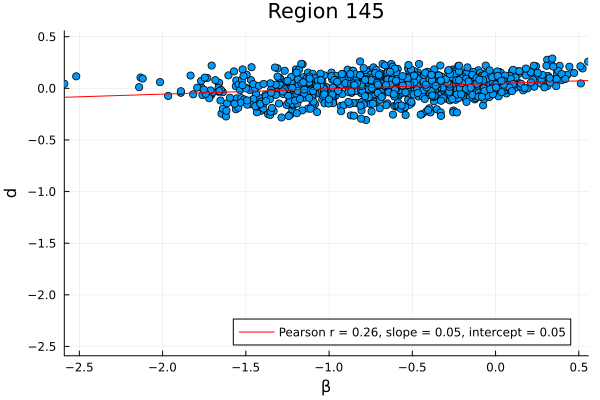 Region 145
0.5
0.0
−0.5
−1.0
−1.5
−2.0
−2.5
d
Pearson r = 0.26, slope = 0.05, intercept = 0.05
−2.5 −2.0 −1.5 −1.0 −0.5 0.0 0.5
β